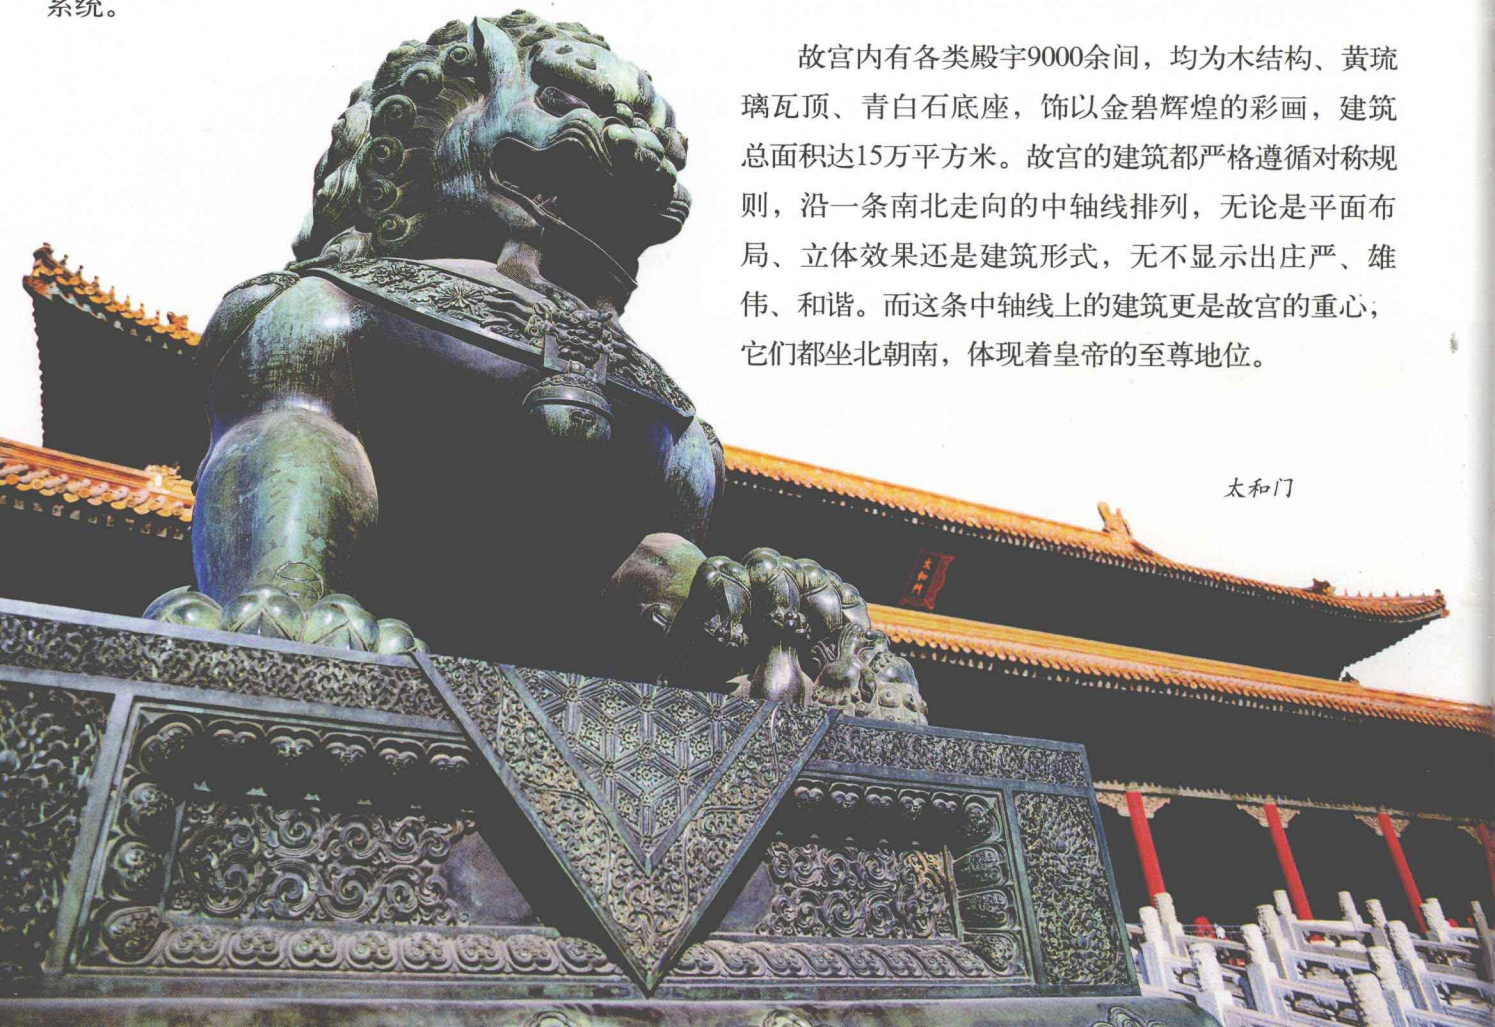 系统。
故宫内有各类殿宇9000余间，均为木结构、黄琉
璃瓦顶、青白石底座，饰以金碧辉煌的彩画，建筑
总面积达15万平方米。故宫的建筑都严格遵循对称规
则，沿一条南北走向的中轴线排列，无论是平面布
局、立体效果还是建筑形式，无不显示出庄严、雄
伟、和谐。而这条中轴线上的建筑更是故宫的重心，
它们都坐北朝南，体现着皇帝的至尊地位。
太和门
太和门